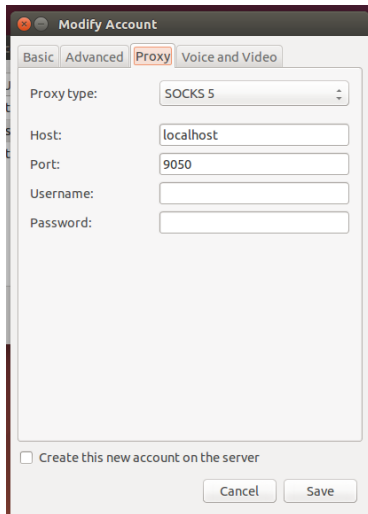 Modify Account
Basic Advanced Proxy Voice and Video
Proxy type: SOCKS 5
Host: localhost
Port: 9050
Username:
Password:
Create this new account on the server
Cancel Save